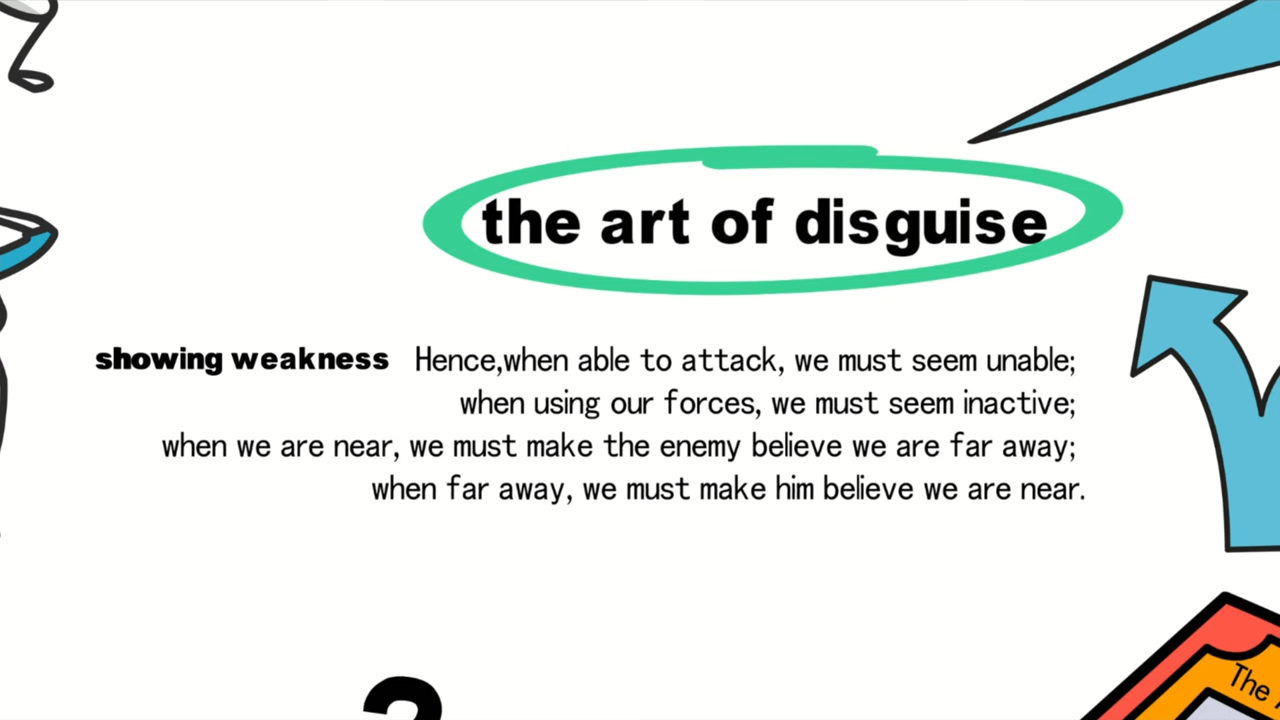 the art of disguise
showing weakness Hence,when able to attack, we must seem unable;
when using our forces, we must seem inactive;
when we are near, we must make the enemy believe we are far away;
when far away, we must make him believe we are near.
?
The